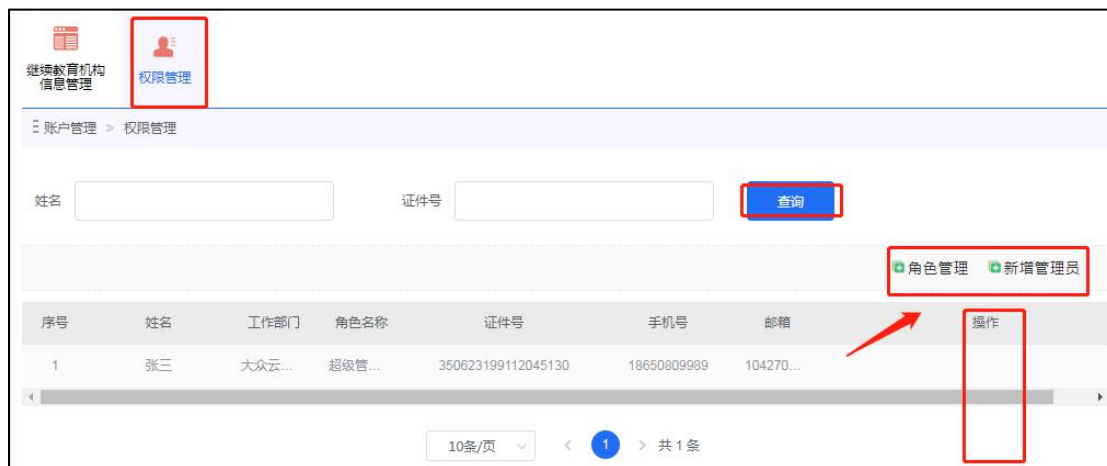 继续教育机构
信息管理
权限管理
账户管理 > 权限管理
姓名 证件号 查询
角色管理 新增管理员
序号 姓名 工作部门 角色名称 证件号 手机号 邮箱 操作
1 张三 大众云... 超级管... 350623199112045130 18650809989 104270...
10条/页 < 1 > 共 1 条